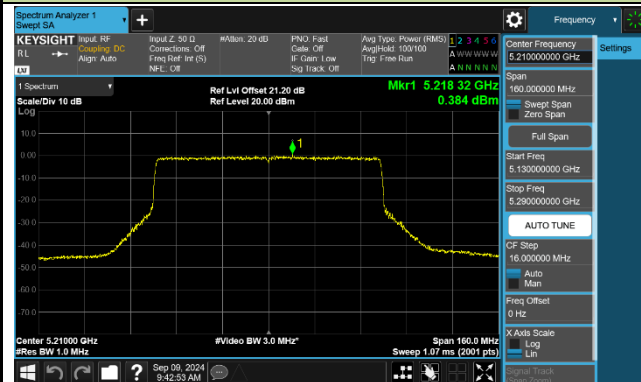 Spectrum Analyzer 1
Swept SA
Frequency
KEYSIGHT
RL
LXI
Input: RF
Coupling: DC
Align: Auto
Input Z: 50 Ω
Corrections: Off
Freq Ref: Int (S)
NFE: Off
#Atten: 20 dB
PNO: Fast
Gate: Off
IF Gain: Low
Sig Track: Off
Avg Type: Power (RMS)
Avg|Hold: 100/100
Trig: Free Run
1 2 3 4 5 6
A W W W W W
A N N N N N
1 Spectrum
Scale/Div 10 dB
Log
Ref Lvl Offset 21.20 dB
Ref Level 20.00 dBm
Mkr1 5.218 32 GHz
0.384 dBm
1
10.0
0.00
-10.0
-20.0
-30.0
-40.0
-50.0
-60.0
-70.0
Center 5.21000 GHz
#Res BW 1.0 MHz
#Video BW 3.0 MHz*
Span 160.0 MHz
Sweep 1.07 ms (2001 pts)
Sep 09, 2024
9:42:53 AM
Center Frequency
5.210000000 GHz
Span
160.000000 MHz
Swept Span
Zero Span
Full Span
Start Freq
5.130000000 GHz
Stop Freq
5.290000000 GHz
AUTO TUNE
CF Step
16.000000 MHz
Auto
Man
Freq Offset
0 Hz
X Axis Scale
Log
Lin
Signal Track
(Span Zoom)
Settings